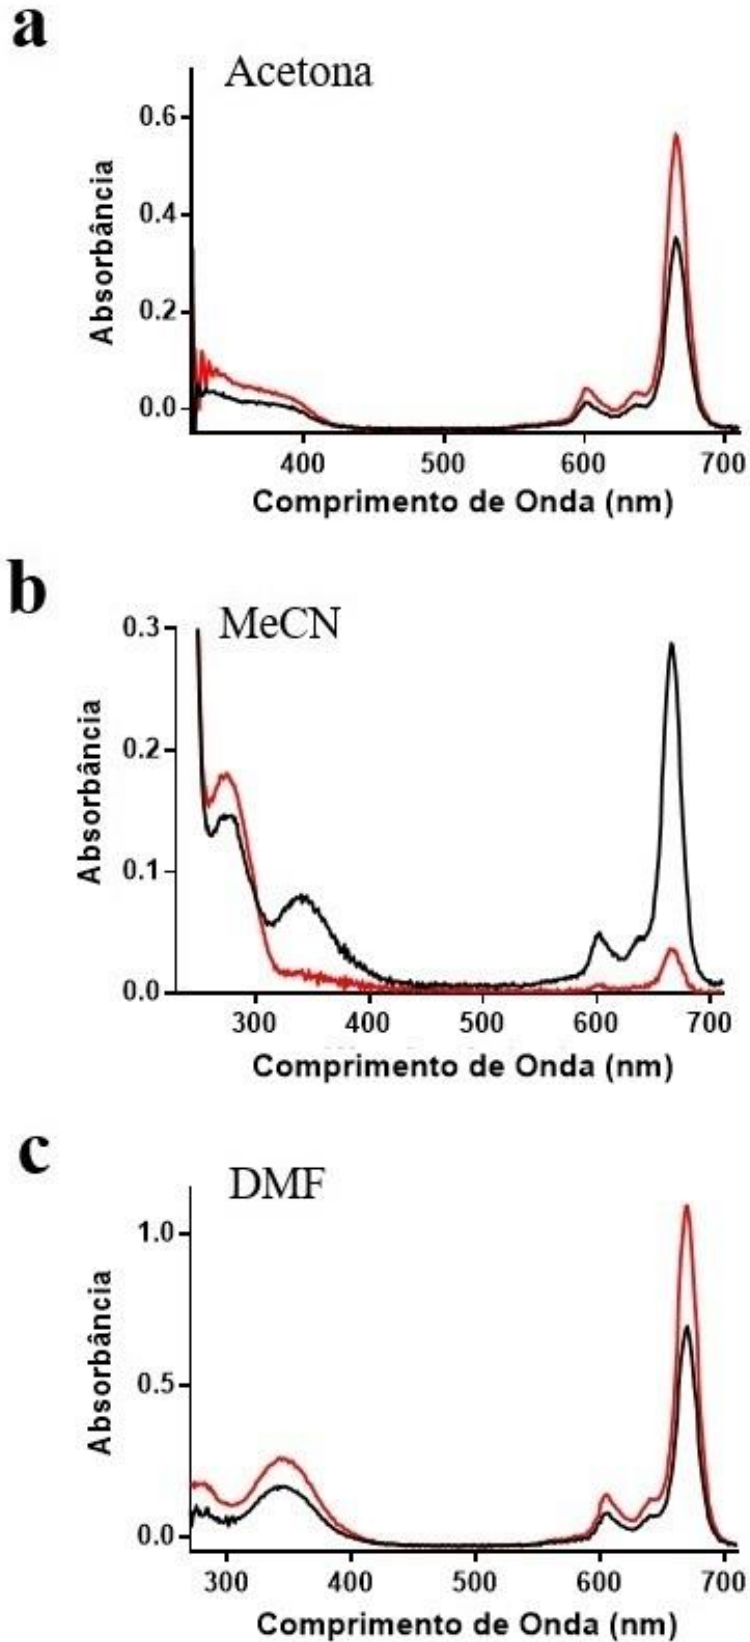 a
Acetona
Absorbância
0.6
0.4
0.2
0.0
400 500 600 700
Comprimento de Onda (nm)
b
MeCN
Absorbância
0.3
0.2
0.1
0.0
300 400 500 600 700
Comprimento de Onda (nm)
c
DMF
Absorbância
1.0
0.5
0.0
300 400 500 600 700
Comprimento de Onda (nm)